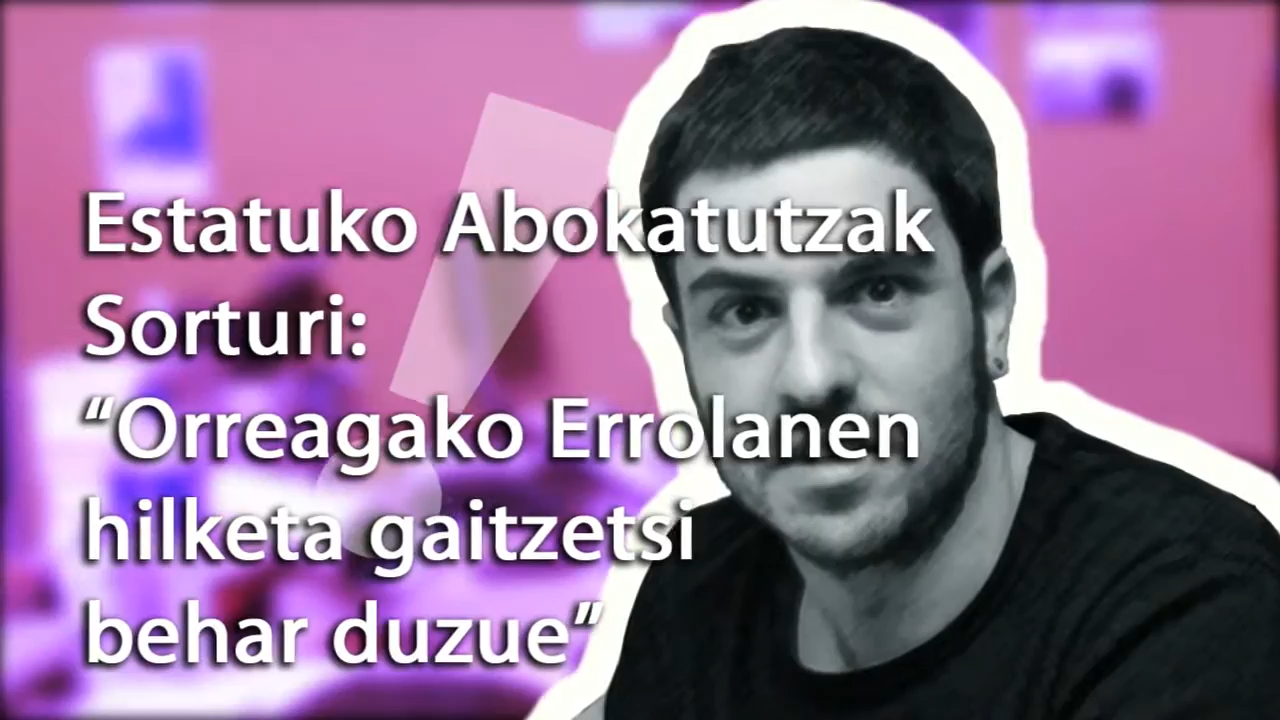 Estatuko Abokatutzak
Sorturi:
“Orreagako Errolanen
hilketa gaitzetsi
behar duzue”